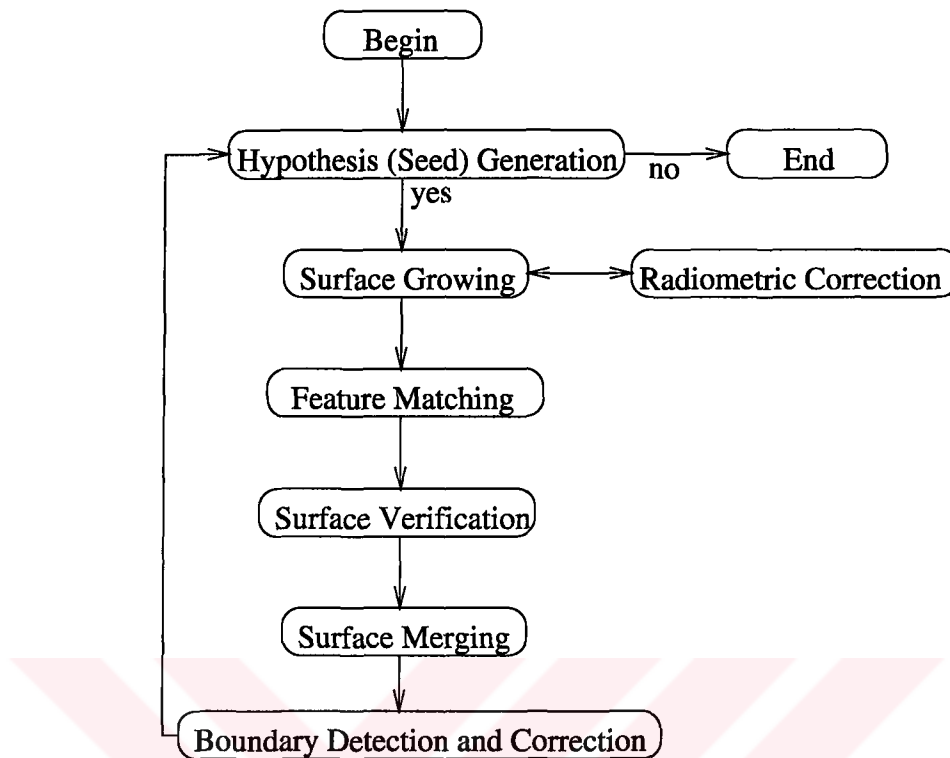 Begin
Hypothesis (Seed) Generation
no
End
yes
Surface Growing
Radiometric Correction
Feature Matching
Surface Verification
Surface Merging
Boundary Detection and Correction